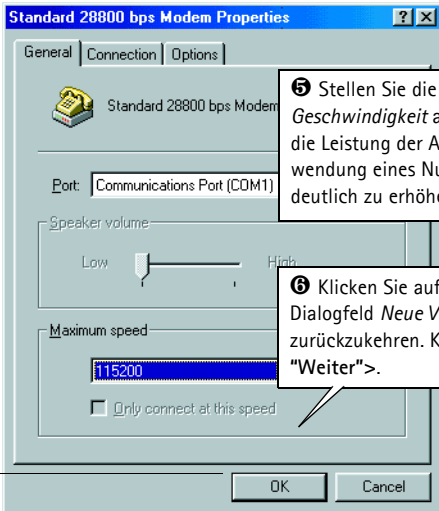 Standard 28800 bps Modem Properties
General Connection Options
Standard 28800 bps Modem
❺ Stellen Sie die
Geschwindigkeit a
die Leistung der A
wendung eines Nu
deutlich zu erhöhe
Port: Communications Port (COM1)
Speaker volume
Low High
❻ Klicken Sie auf
Dialogfeld Neue V
zurückzukehren. K
"Weiter">.
Maximum speed
115200
Only connect at this speed
OK Cancel